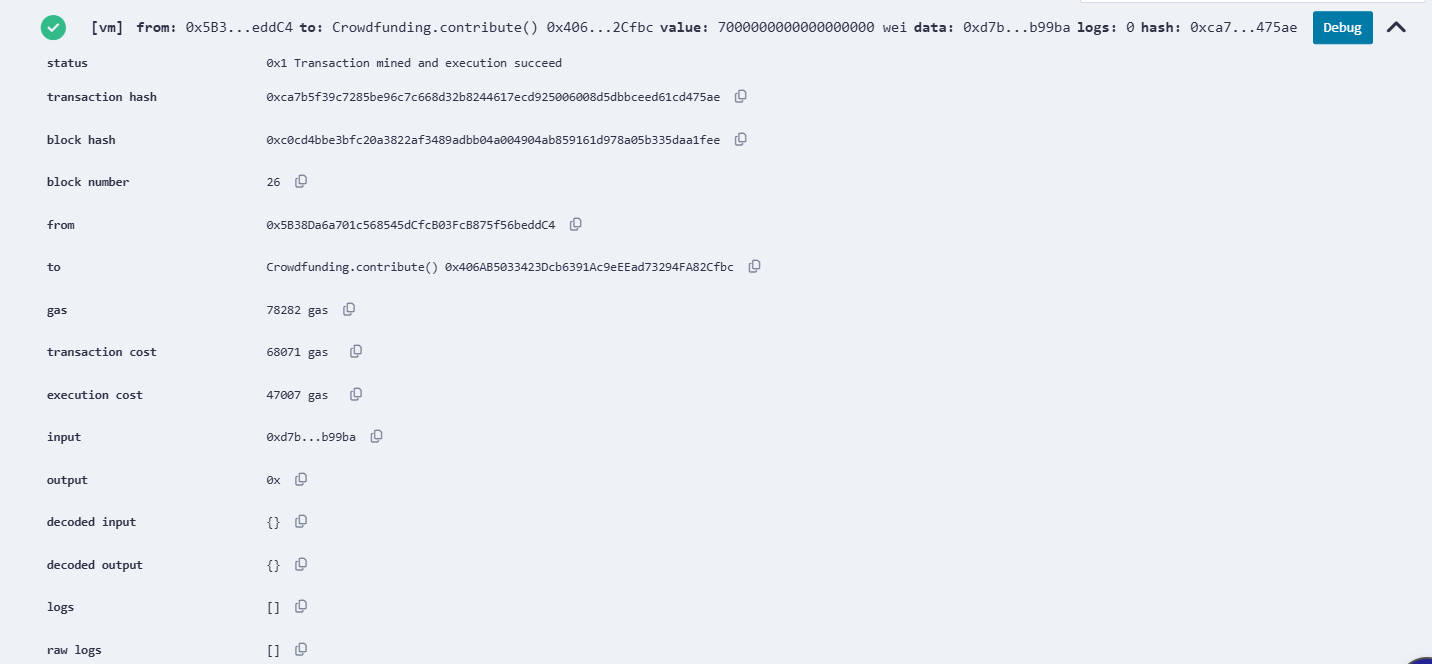 [vm] from: 0x5B3...eddC4 to: Crowdfunding.contribute() 0x406...2Cfbc value: 7000000000000000000 wei data: 0xd7b...b99ba logs: 0 hash: 0xca7...475ae Debug
status 0x1 Transaction mined and execution succeed
transaction hash 0xca7b5f39c7285be96c7c668d32b8244617ecd925006008d5dbbceed61cd475ae
block hash 0xc0cd4bbe3bfc20a3822af3489adbb04a004904ab859161d978a05b335daa1fee
block number 26
from 0x5B38Da6a701c568545dCfcB03FcB875f56beddC4
to Crowdfunding.contribute() 0x406AB5033423Dcb6391Ac9eEEad73294FA82Cfbc
gas 78282 gas
transaction cost 68071 gas
execution cost 47007 gas
input 0xd7b...b99ba
output 0x
decoded input {}
decoded output {}
logs []
raw logs []